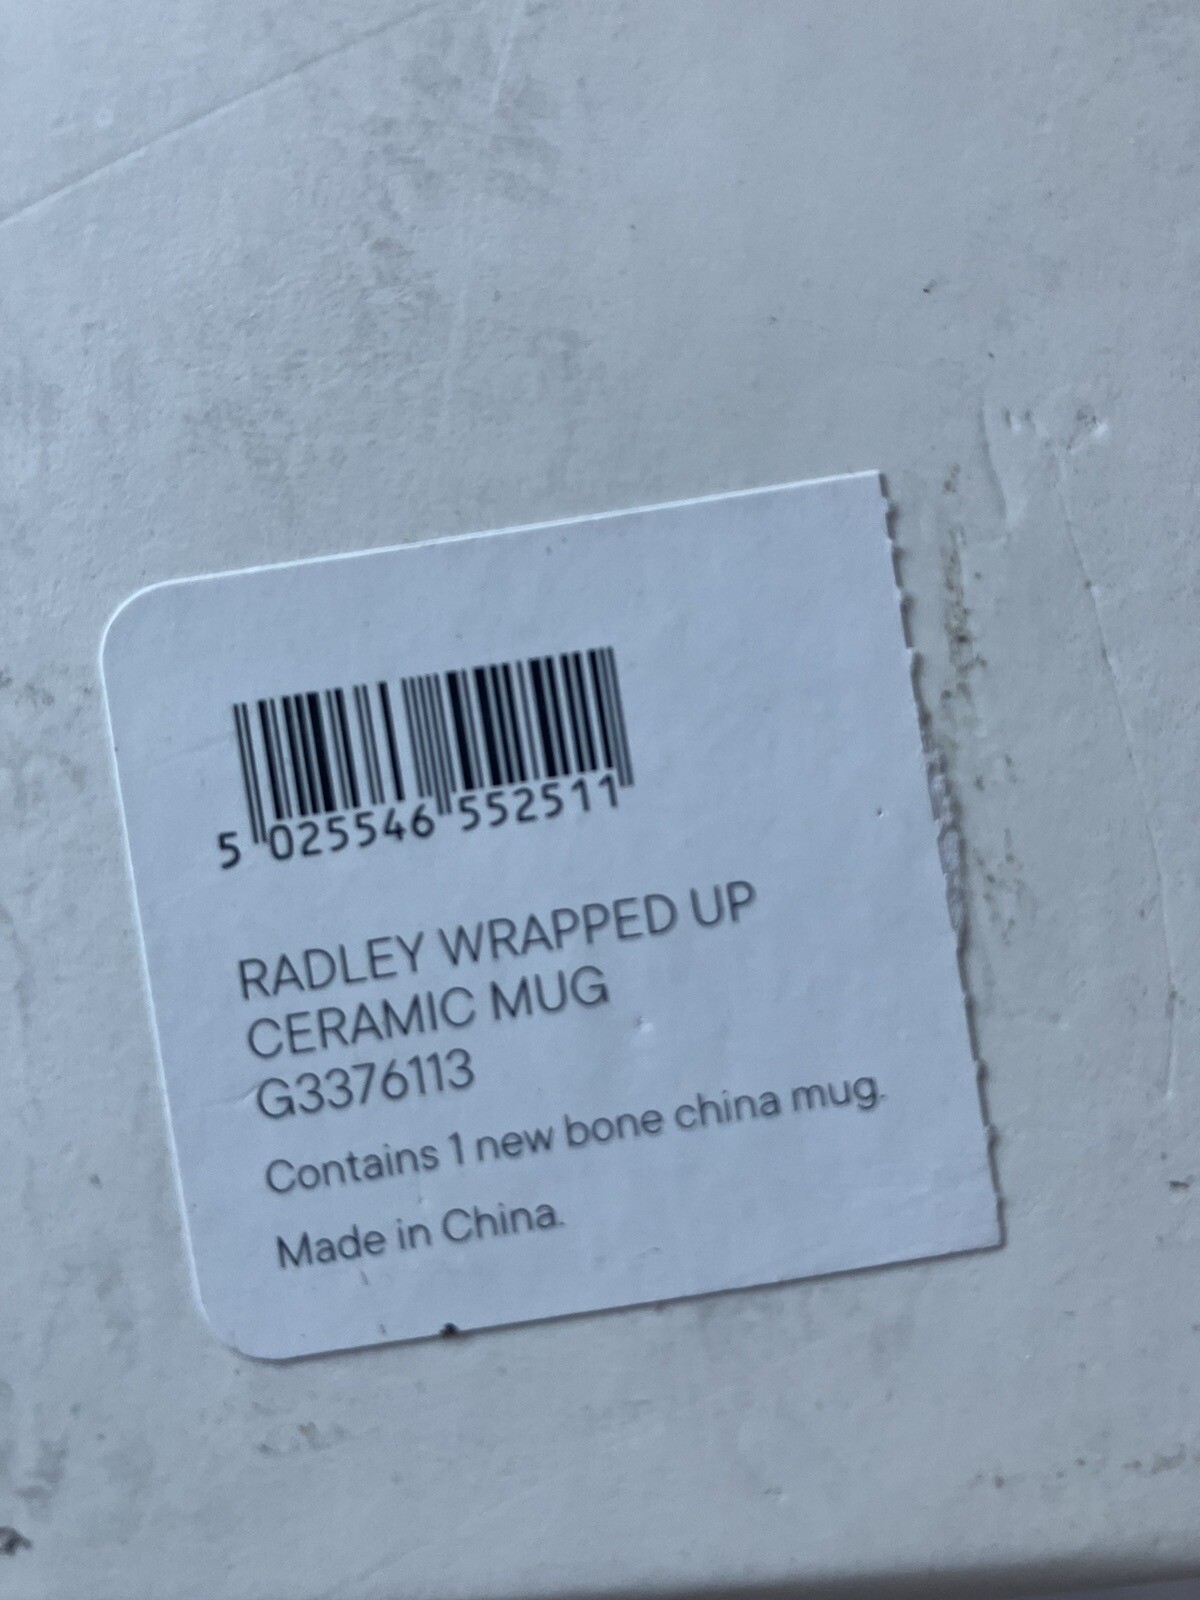 5 025546 552511
RADLEY WRAPPED UP
CERAMIC MUG
G3376113
Contains 1 new bone china mug.
Made in China.